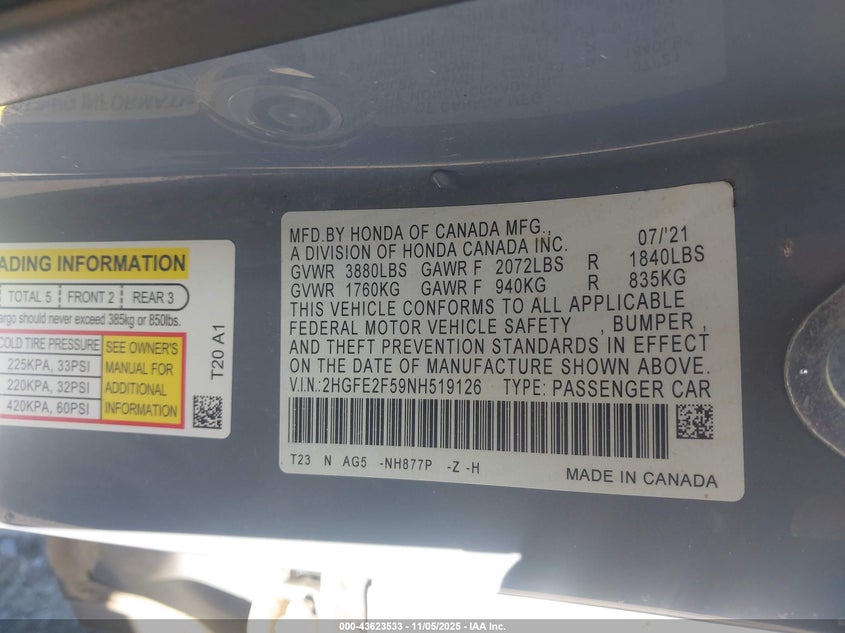 ADING INFORMATION
TOTAL 5 FRONT 2 REAR 3
argo should never exceed 385kg or 850lbs.
COLD TIRE PRESSURE
225KPA, 33PSI
220KPA, 32PSI
420KPA, 60PSI
SEE OWNER'S
MANUAL FOR
ADDITIONAL
INFORMATION
T20 A1
MFD.BY HONDA OF CANADA MFG., 07/'21
A DIVISION OF HONDA CANADA INC.
GVWR 3880LBS GAWR F 2072LBS R 1840LBS
GVWR 1760KG GAWR F 940KG R 835KG
THIS VEHICLE CONFORMS TO ALL APPLICABLE
FEDERAL MOTOR VEHICLE SAFETY , BUMPER ,
AND THEFT PREVENTION STANDARDS IN EFFECT
ON THE DATE OF MANUFACTURE SHOWN ABOVE.
V.I.N.:2HGFE2F59NH519126 TYPE: PASSENGER CAR
T23 N AG5 -NH877P -Z -H
MADE IN CANADA
000-43623533 - 11/05/2025 - IAA Inc.